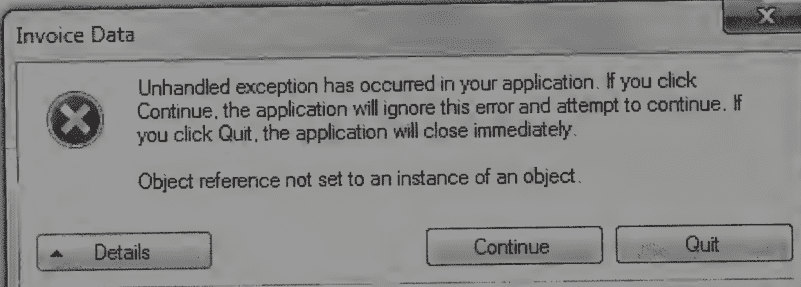 Invoice Data
Unhandled exception has occurred in your application. If you click
Continue, the application will ignore this error and attempt to continue. If
you click Quit, the application will close immediately.
Object reference not set to an instance of an object.
Details
Continue
Quit